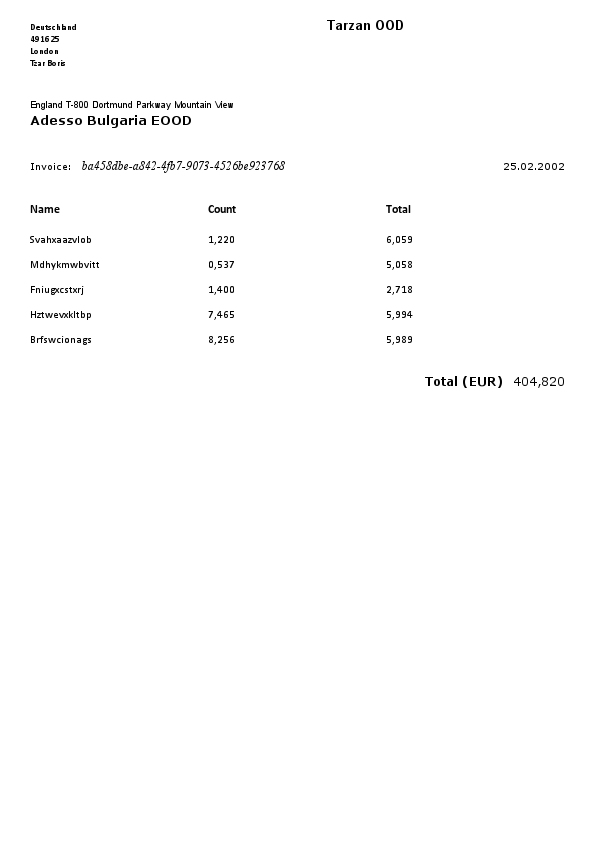 Tarzan OOD
Deutschland
491625
London
Tzar Boris
England T-800 Dortmund Parkway Mountain View
Adesso Bulgaria EOOD
Invoice: ba458dbe-a842-4fb7-9073-4526be923768 25.02.2002
Name Count Total
Svahxaazvlob 1,220 6,059
Mdhykmwbvitt 0,537 5,058
Fniugxcstxrj 1,400 2,718
Hztwevxkltbp 7,465 5,994
Brfswcionags 8,256 5,989
Total (EUR) 404,820